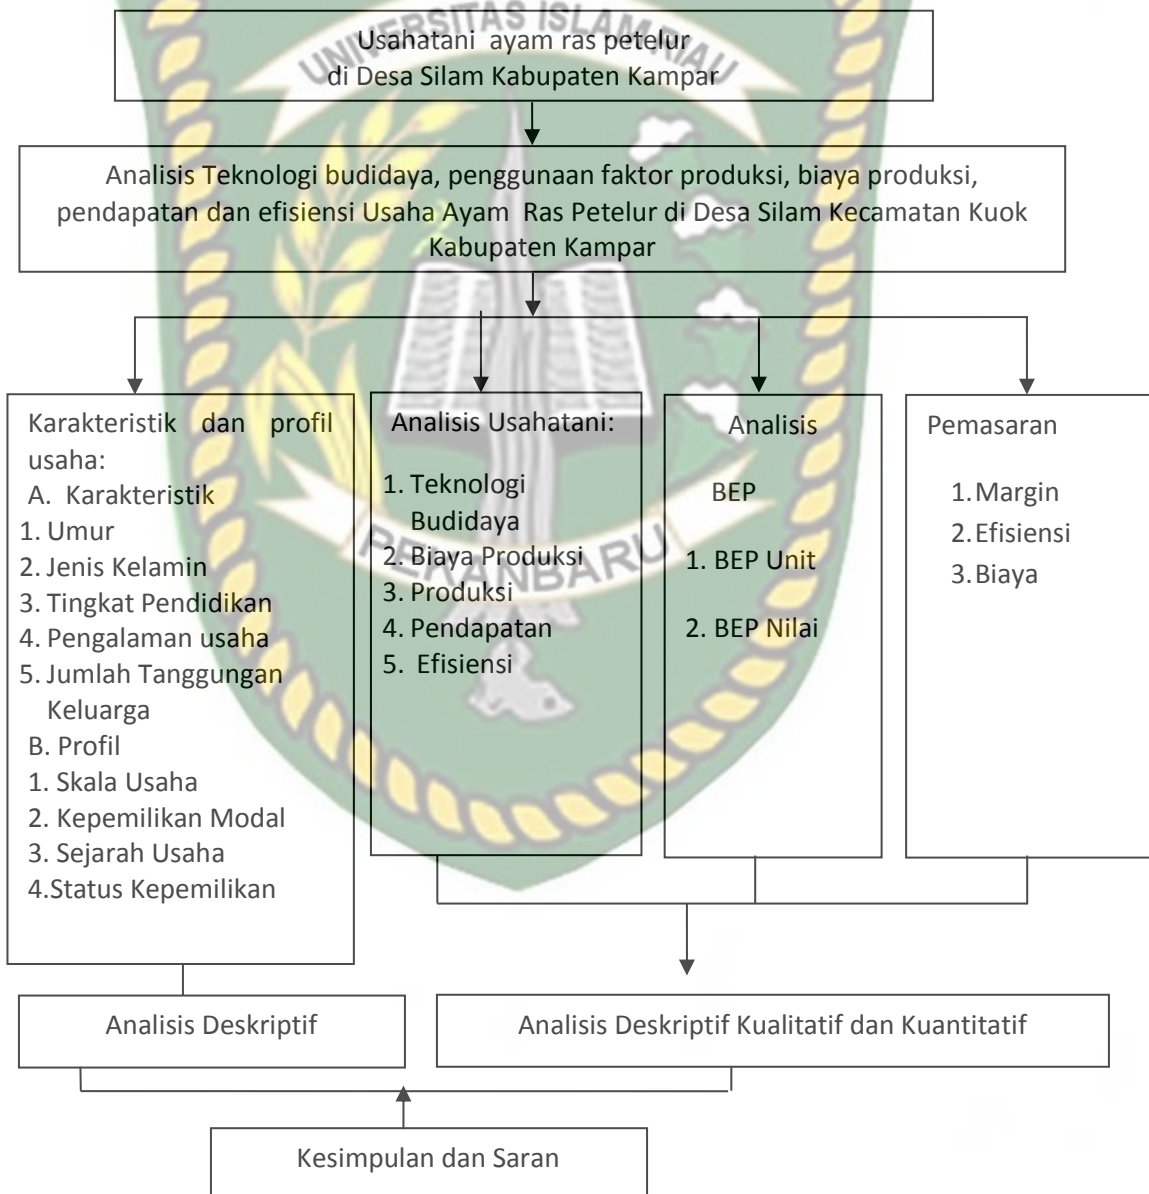 UNIVERSITAS ISLAM RIAU
Usahatani ayam ras petelur
di Desa Silam Kabupaten Kampar
Analisis Teknologi budidaya, penggunaan faktor produksi, biaya produksi,
pendapatan dan efisiensi Usaha Ayam Ras Petelur di Desa Silam Kecamatan Kuok
Kabupaten Kampar
Karakteristik dan profil
usaha:
A. Karakteristik
1. Umur
2. Jenis Kelamin
3. Tingkat Pendidikan
4. Pengalaman usaha
5. Jumlah Tanggungan
Keluarga
B. Profil
1. Skala Usaha
2. Kepemilikan Modal
3. Sejarah Usaha
4.Status Kepemilikan
Analisis Usahatani:
1. Teknologi
Budidaya
2. Biaya Produksi
3. Produksi
4. Pendapatan
5. Efisiensi
Analisis
BEP
1. BEP Unit
2. BEP Nilai
Pemasaran
1. Margin
2. Efisiensi
3. Biaya
PEKANBARU
Analisis Deskriptif
Analisis Deskriptif Kualitatif dan Kuantitatif
Kesimpulan dan Saran